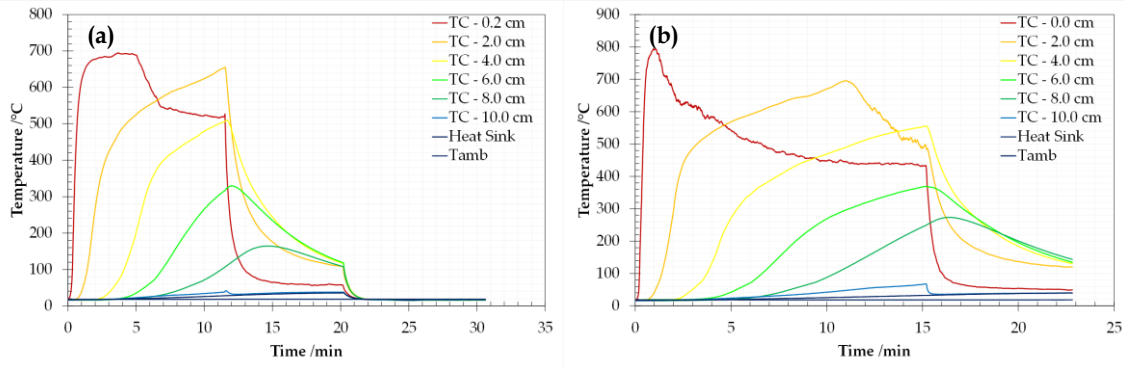 (a)
800
700
600
500
400
300
200
100
0
Temperature /°C
0 5 10 15 20 25 30 35
Time /min
TC - 0.2 cm
TC - 2.0 cm
TC - 4.0 cm
TC - 6.0 cm
TC - 8.0 cm
TC - 10.0 cm
Heat Sink
Tamb
(b)
900
800
700
600
500
400
300
200
100
0
Temperature /°C
0 5 10 15 20 25
Time /min
TC - 0.0 cm
TC - 2.0 cm
TC - 4.0 cm
TC - 6.0 cm
TC - 8.0 cm
TC - 10.0 cm
Heat Sink
Tamb